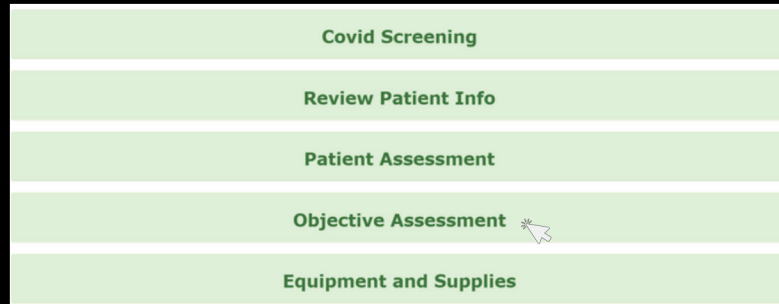 Covid Screening
Review Patient Info
Patient Assessment
Objective Assessment
Equipment and Supplies